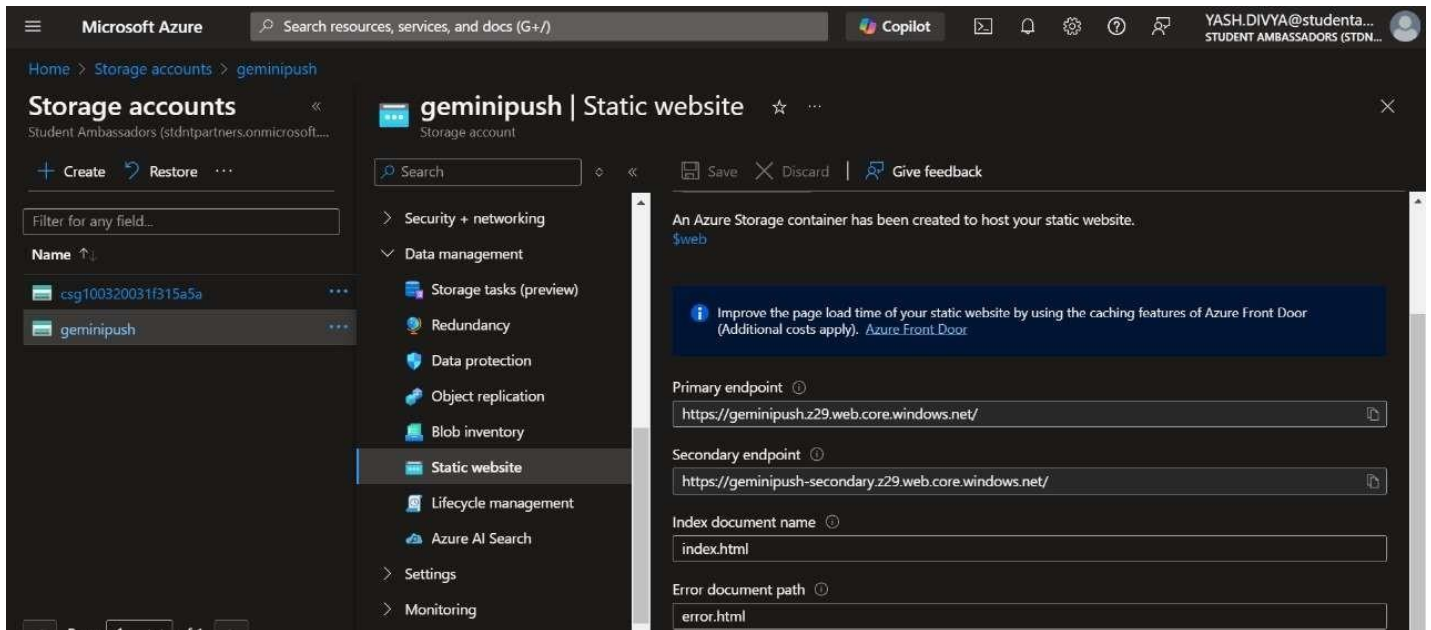 Microsoft Azure
Search resources, services, and docs (G+/)
Copilot
YASH.DIVYA@studenta...
STUDENT AMBASSADORS (STDN...
Home > Storage accounts > geminipush
Storage accounts
Student Ambassadors (stdntpartners.onmicrosoft....
Create
Restore
...
Filter for any field...
Name
csg100320031f315a5a
geminipush
geminipush | Static website
Storage account
Search
Security + networking
Data management
Storage tasks (preview)
Redundancy
Data protection
Object replication
Blob inventory
Static website
Lifecycle management
Azure AI Search
Settings
Monitoring
Save
Discard
Give feedback
An Azure Storage container has been created to host your static website.
$web
Improve the page load time of your static website by using the caching features of Azure Front Door
(Additional costs apply). Azure Front Door
Primary endpoint
https://geminipush.z29.web.core.windows.net/
Secondary endpoint
https://geminipush-secondary.z29.web.core.windows.net/
Index document name
index.html
Error document path
error.html